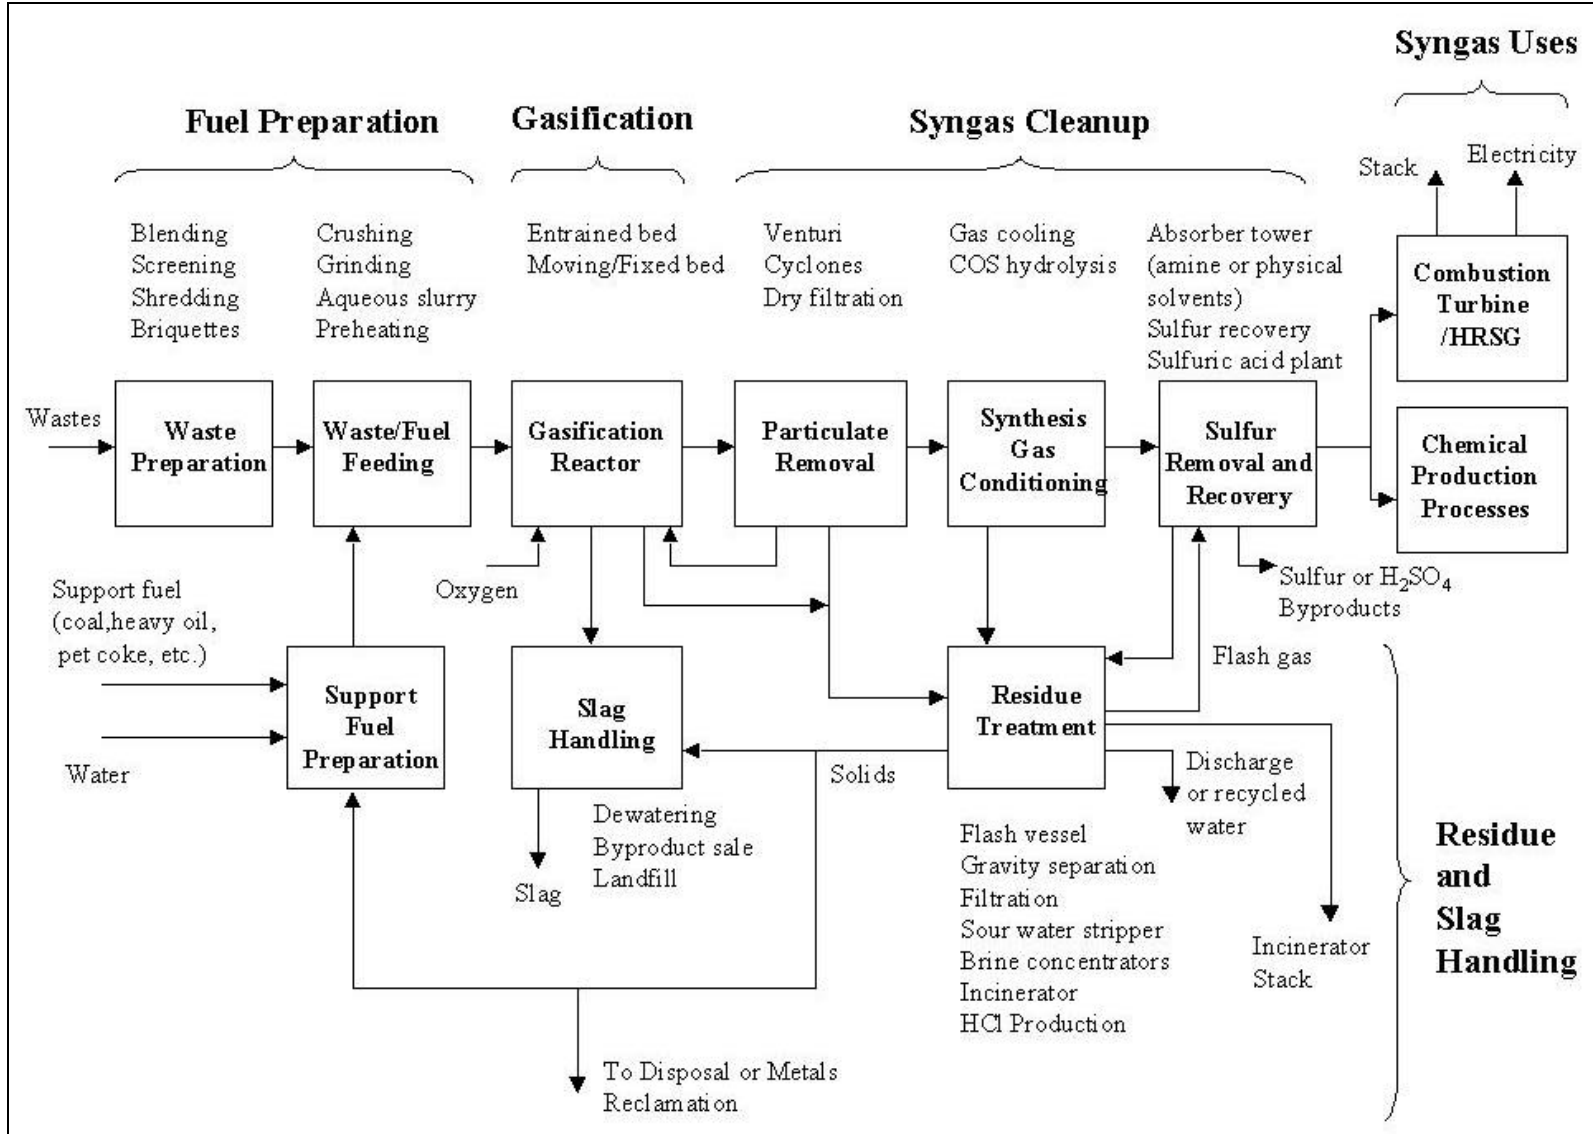 Syngas Uses
Fuel Preparation
Gasification
Syngas Cleanup
Stack
Electricity
Blending
Screening
Shredding
Briquettes
Crushing
Grinding
Aqueous slurry
Preheating
Entrained bed
Moving/Fixed bed
Venturi
Cyclones
Dry filtration
Gas cooling
COS hydrolysis
Absorber tower
(amine or physical
solvents)
Sulfur recovery
Sulfuric acid plant
Combustion
Turbine
/HRSG
Wastes
Waste
Preparation
Waste/Fuel
Feeding
Gasification
Reactor
Particulate
Removal
Synthesis
Gas
Conditioning
Sulfur
Removal and
Recovery
Chemical
Production
Processes
Support fuel
(coal,heavy oil,
pet coke, etc.)
Oxygen
Sulfur or H₂SO₄
Byproducts
Flash gas
Water
Support
Fuel
Preparation
Slag
Handling
Solids
Residue
Treatment
Discharge
or recycled
water
Slag
Dewatering
Byproduct sale
Landfill
Flash vessel
Gravity separation
Filtration
Sour water stripper
Brine concentrators
Incinerator
HCl Production
Incinerator
Stack
Residue
and
Slag
Handling
To Disposal or Metals
Reclamation